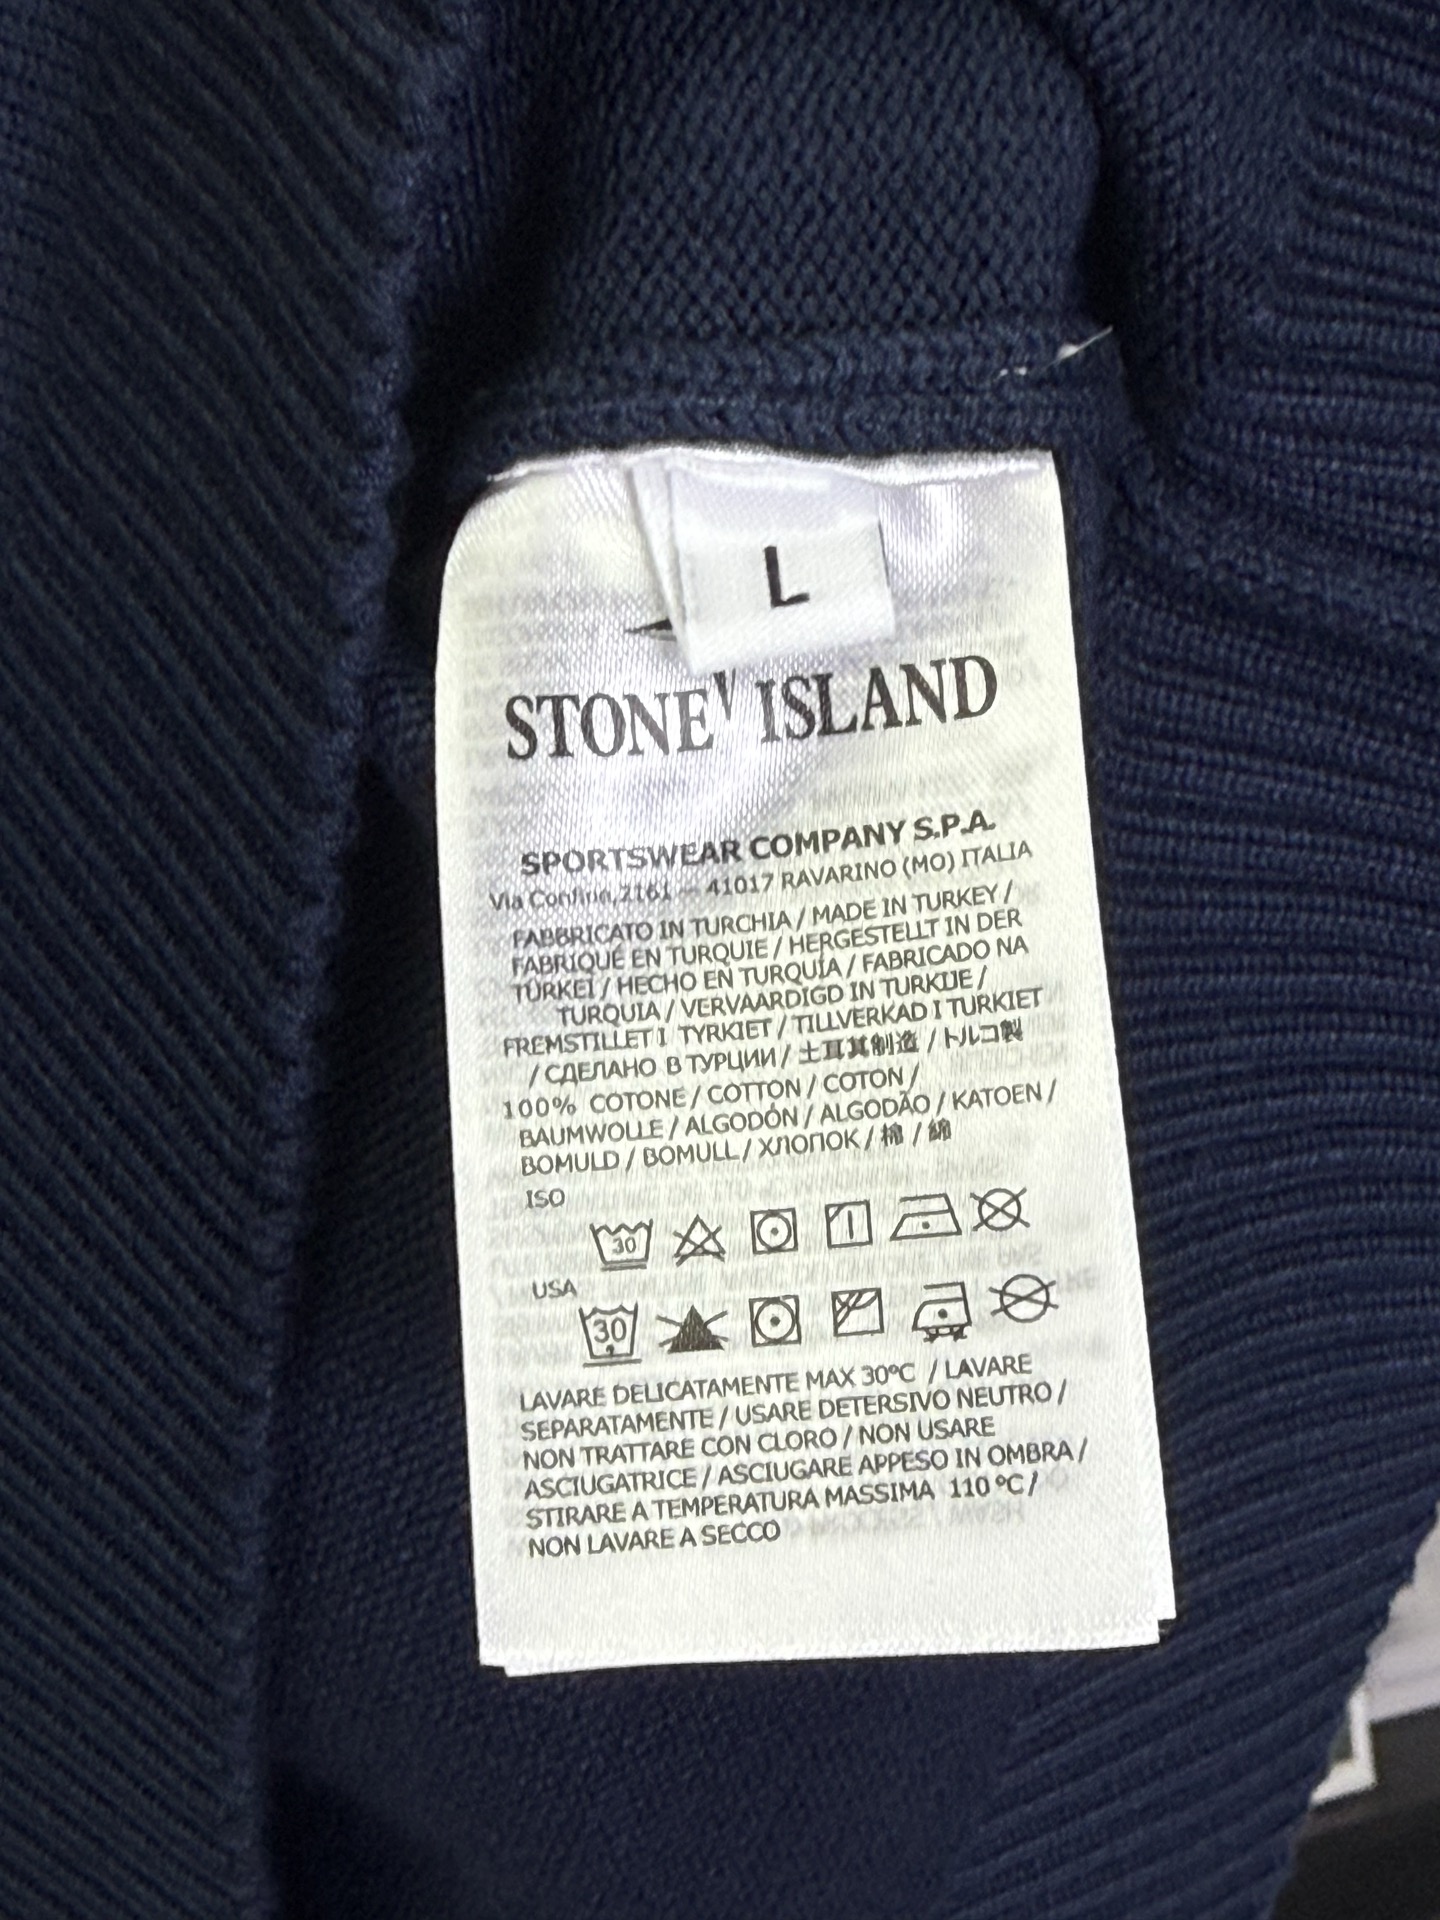 L
STONE ISLAND
SPORTSWEAR COMPANY S.P.A.
Via Confine,2161 – 41017 RAVARINO (MO) ITALIA
FABBRICATO IN TURCHIA / MADE IN TURKEY /
FABRIQUÉ EN TURQUIE / HERGESTELLT IN DER
TÜRKEI / HECHO EN TURQUÍA / FABRICADO NA
TURQUIA / VERVAARDIGD IN TURKIJE /
FREMSTILLET I TYRKIET / TILLVERKAD I TURKIET
/ СДЕЛАНО В ТУРЦИИ / 土耳其制造 / トルコ製
100% COTONE / COTTON / COTON /
BAUMWOLLE / ALGODÓN / ALGODÃO / KATOEN /
BOMULD / BOMULL / ХЛОПОК / 棉 / 綿
ISO
30
USA
30
LAVARE DELICATAMENTE MAX 30°C / LAVARE
SEPARATAMENTE / USARE DETERSIVO NEUTRO /
NON TRATTARE CON CLORO / NON USARE
ASCIUGATRICE / ASCIUGARE APPESO IN OMBRA /
STIRARE A TEMPERATURA MASSIMA 110 °C /
NON LAVARE A SECCO